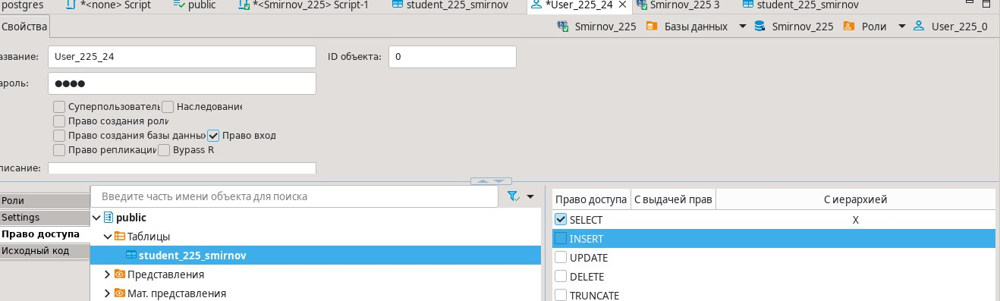 postgres *<none> Script public *<Smirnov_225> Script-1 student_225_smirnov *User_225_24 Smirnov_225 3 student_225_smirnov
Свойства Smirnov_225 Базы данных Smirnov_225 Роли User_225_0
азвание: User_225_24 ID объекта: 0
ароль: ●●●●
Суперпользователь Наследование
Право создания роли
Право создания базы данных Право вход
Право репликации Bypass R
писание:
Введите часть имени объекта для поиска
Роли
Settings
Право доступа
Исходный код
public
Таблицы
student_225_smirnov
Представления
Мат. представления
Право доступа С выдачей прав С иерархией
SELECT X
INSERT
UPDATE
DELETE
TRUNCATE